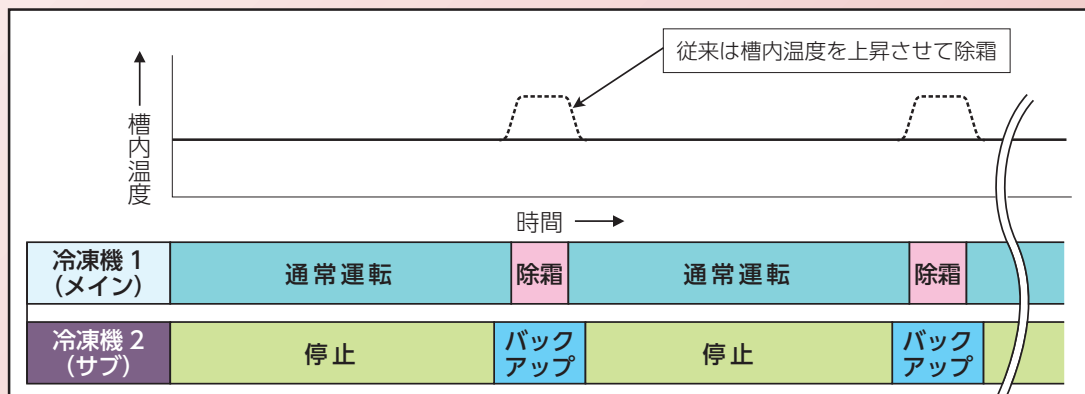 従来は槽内温度を上昇させて除霜
槽内温度
時間
冷凍機 1
(メイン)
通常運転
除霜
通常運転
除霜
冷凍機 2
(サブ)
停止
バック
アップ
停止
バック
アップ